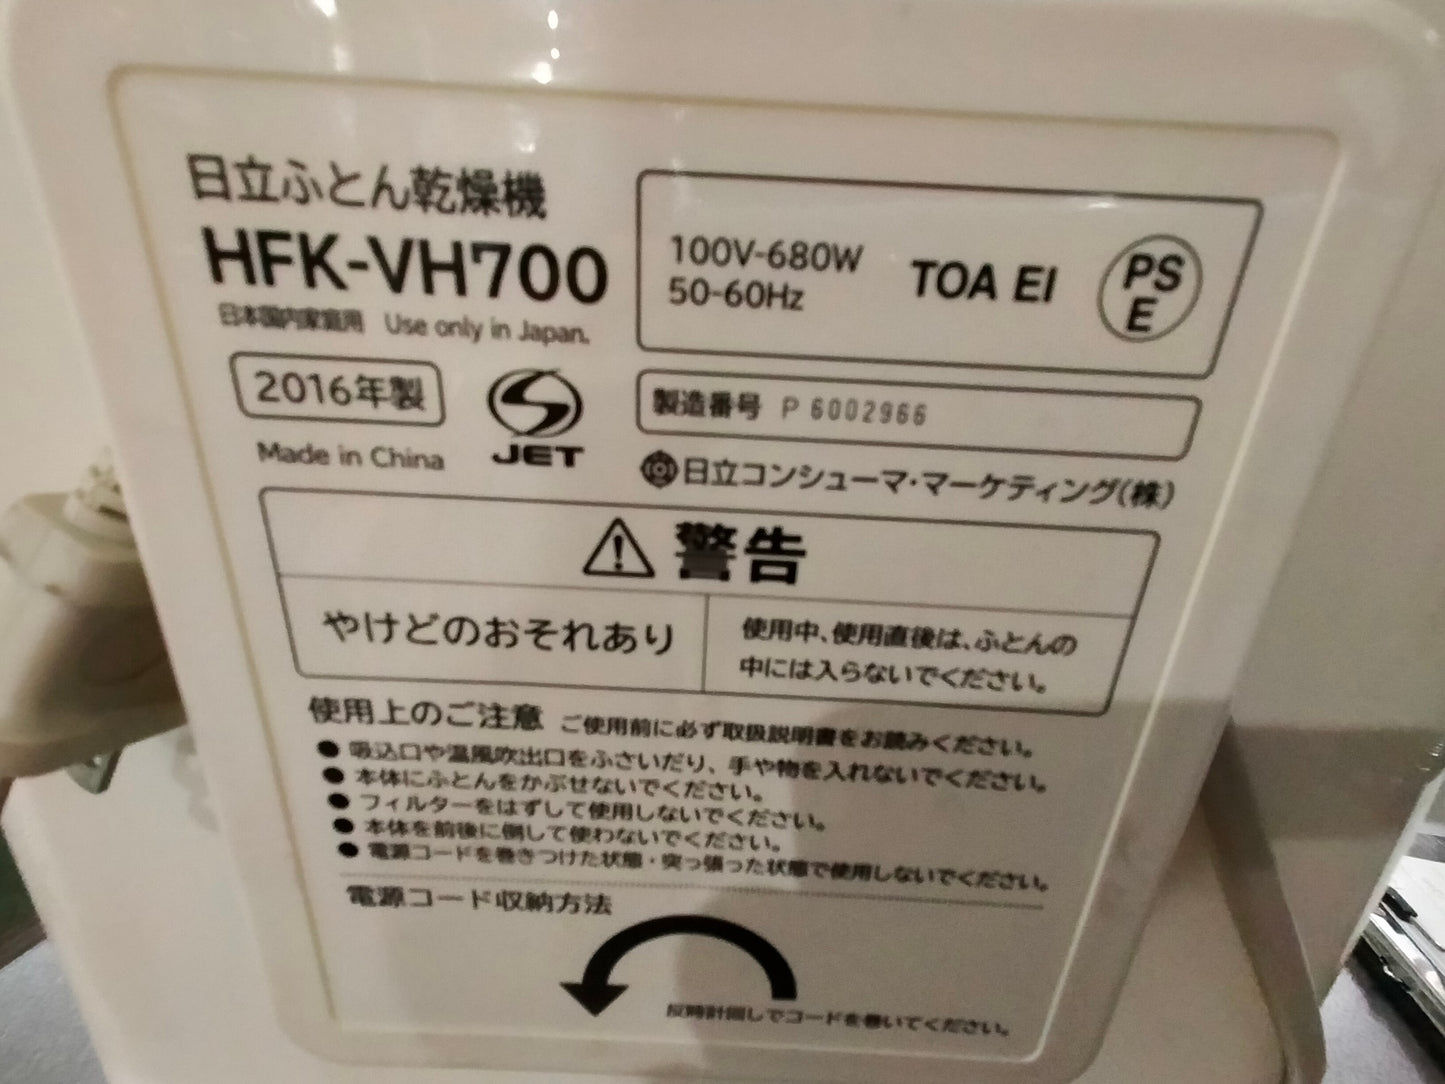 日立ふとん乾燥機
HFK-VH700
日本国内家庭用 Use only in Japan.
2016年製
JET
Made in China
100V-680W
50-60Hz
TOA EI
PS
E
製造番号 P 6002966
日立コンシューマ・マーケティング(株)
警告
やけどのおそれあり
使用中、使用直後は、ふとんの
中には入らないでください。
使用上のご注意 ご使用前に必ず取扱説明書をお読みください。
● 吸込口や温風吹出口をふさいだり、手や物を入れないでください。
● 本体にふとんをかぶせないでください。
● フィルターをはずして使用しないでください。
● 本体を前後に倒して使わないでください。
● 電源コードを巻きつけた状態・突っ張った状態で使用しないでください。
電源コード収納方法
反時計回しでコードを巻いてください。